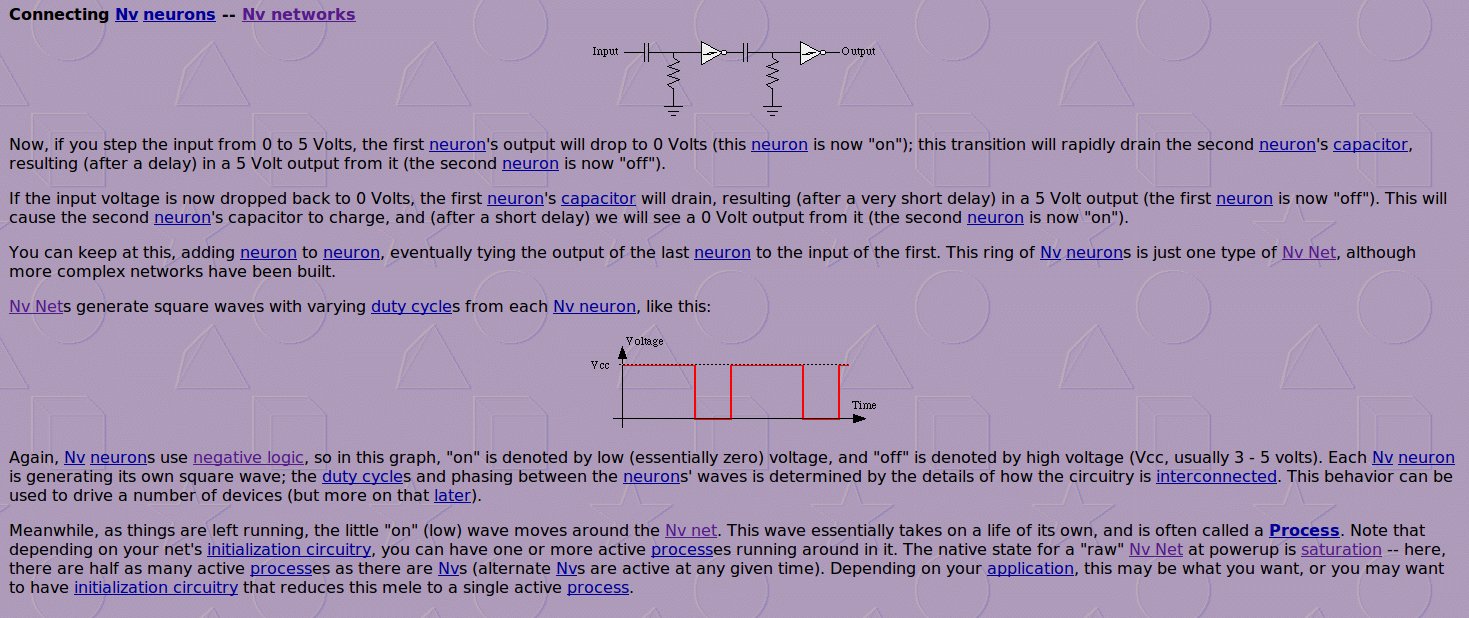 Connecting Nv neurons -- Nv networks
Input
Output
Now, if you step the input from 0 to 5 Volts, the first neuron's output will drop to 0 Volts (this neuron is now "on"); this transition will rapidly drain the second neuron's capacitor,
resulting (after a delay) in a 5 Volt output from it (the second neuron is now "off").
If the input voltage is now dropped back to 0 Volts, the first neuron's capacitor will drain, resulting (after a very short delay) in a 5 Volt output (the first neuron is now "off"). This will
cause the second neuron's capacitor to charge, and (after a short delay) we will see a 0 Volt output from it (the second neuron is now "on").
You can keep at this, adding neuron to neuron, eventually tying the output of the last neuron to the input of the first. This ring of Nv neurons is just one type of Nv Net, although
more complex networks have been built.
Nv Nets generate square waves with varying duty cycles from each Nv neuron, like this:
Voltage
Vcc
Time
Again, Nv neurons use negative logic, so in this graph, "on" is denoted by low (essentially zero) voltage, and "off" is denoted by high voltage (Vcc, usually 3 - 5 volts). Each Nv neuron
is generating its own square wave; the duty cycles and phasing between the neurons' waves is determined by the details of how the circuitry is interconnected. This behavior can be
used to drive a number of devices (but more on that later).
Meanwhile, as things are left running, the little "on" (low) wave moves around the Nv net. This wave essentially takes on a life of its own, and is often called a Process. Note that
depending on your net's initialization circuitry, you can have one or more active processes running around in it. The native state for a "raw" Nv Net at powerup is saturation -- here,
there are half as many active processes as there are Nvs (alternate Nvs are active at any given time). Depending on your application, this may be what you want, or you may want
to have initialization circuitry that reduces this mele to a single active process.